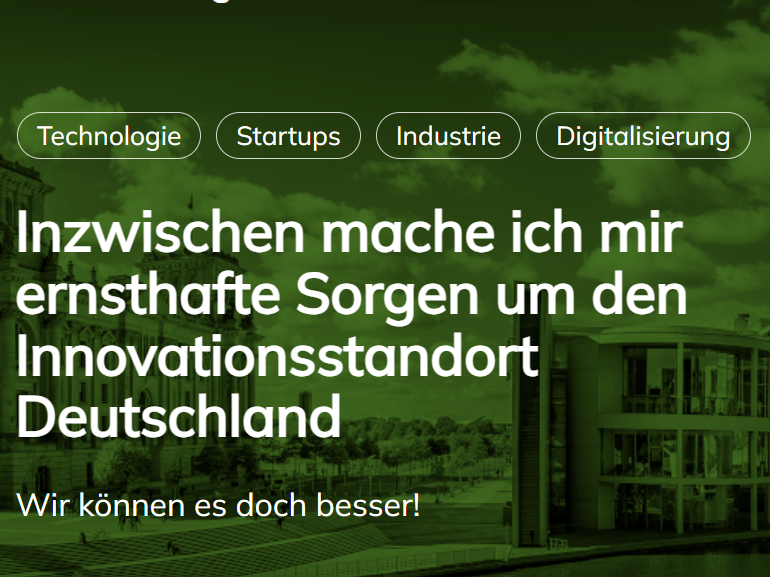 Technologie Startups Industrie Digitalisierung
Inzwischen mache ich mir
ernsthafte Sorgen um den
Innovationsstandort
Deutschland
Wir können es doch besser!